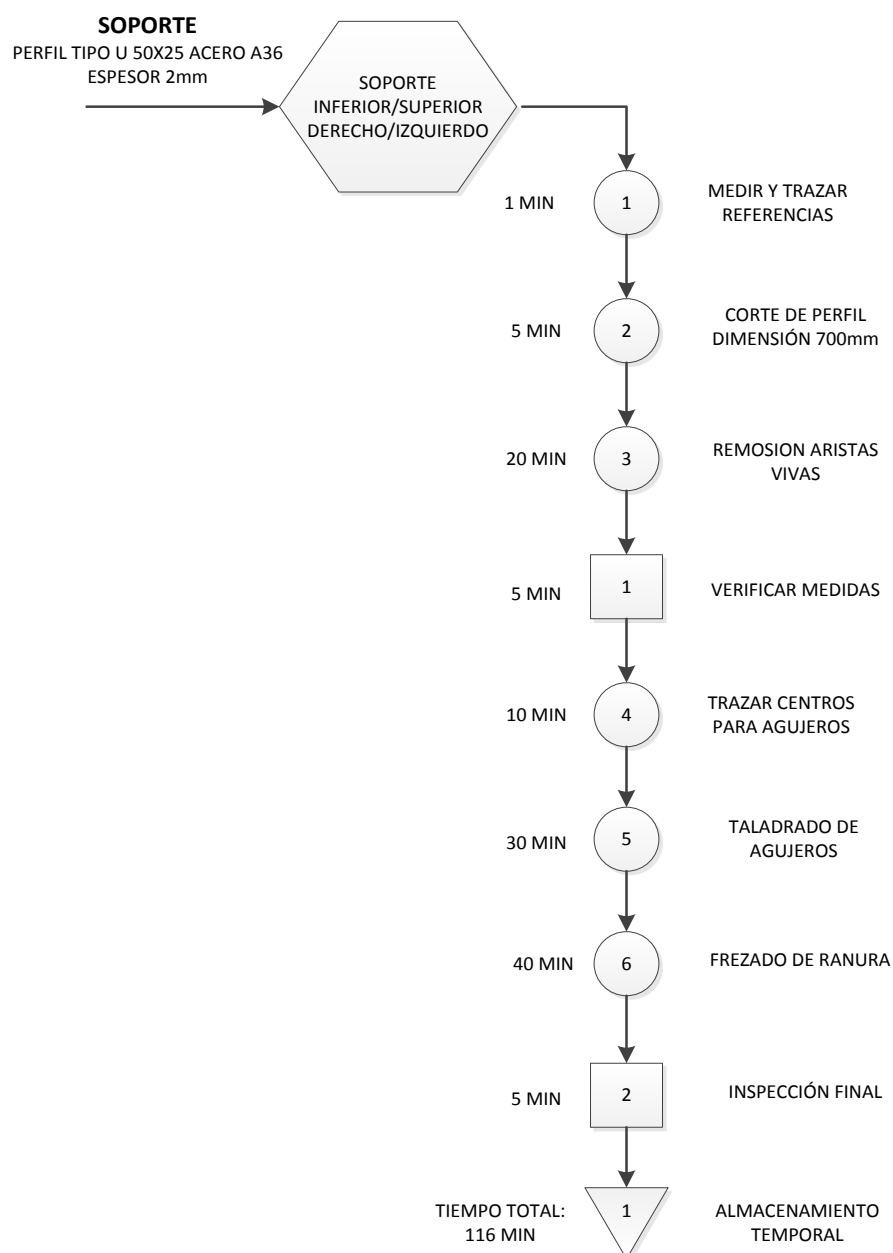 SOPORTE
PERFIL TIPO U 50X25 ACERO A36
ESPESOR 2mm
SOPORTE
INFERIOR/SUPERIOR
DERECHO/IZQUIERDO
1 MIN
1
MEDIR Y TRAZAR
REFERENCIAS
5 MIN
2
CORTE DE PERFIL
DIMENSIÓN 700mm
20 MIN
3
REMOSION ARISTAS
VIVAS
5 MIN
1
VERIFICAR MEDIDAS
10 MIN
4
TRAZAR CENTROS
PARA AGUJEROS
30 MIN
5
TALADRADO DE
AGUJEROS
40 MIN
6
FREZADO DE RANURA
5 MIN
2
INSPECCIÓN FINAL
TIEMPO TOTAL:
116 MIN
1
ALMACENAMIENTO
TEMPORAL